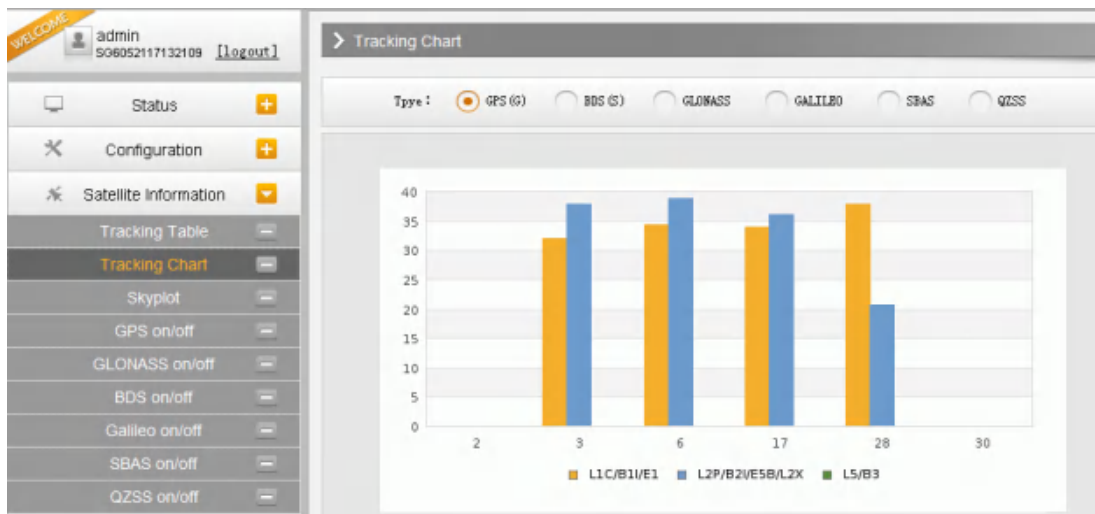 WELCOME
admin
SG6052117132109 [logout]
Status
Configuration
Satellite Information
Tracking Table
Tracking Chart
Skyplot
GPS on/off
GLONASS on/off
BDS on/off
Galileo on/off
SBAS on/off
QZSS on/off
Tracking Chart
Tpye： GPS(G) BDS(S) GLONASS GALILEO SBAS QZSS
40
35
30
25
20
15
10
5
0
2 3 6 17 28 30
L1C/B1I/E1 L2P/B2I/E5B/L2X L5/B3